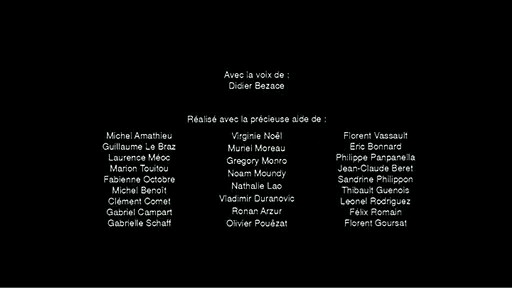 Avec la voix de :
Didier Bezace
Réalisé avec la précieuse aide de :
Michel Amathieu
Guillaume Le Braz
Laurence Méoc
Marion Touitou
Fabienne Octobre
Michel Benoît
Clément Comet
Gabriel Campart
Gabrielle Schaff
Virginie Noël
Muriel Moreau
Gregory Monro
Noam Moundy
Nathalie Lao
Vladimir Duranovic
Ronan Arzur
Olivier Pouëzat
Florent Vassault
Eric Bonnard
Philippe Panpanella
Jean-Claude Beret
Sandrine Philippon
Thibault Guenois
Leonel Rodriguez
Félix Romain
Florent Goursat